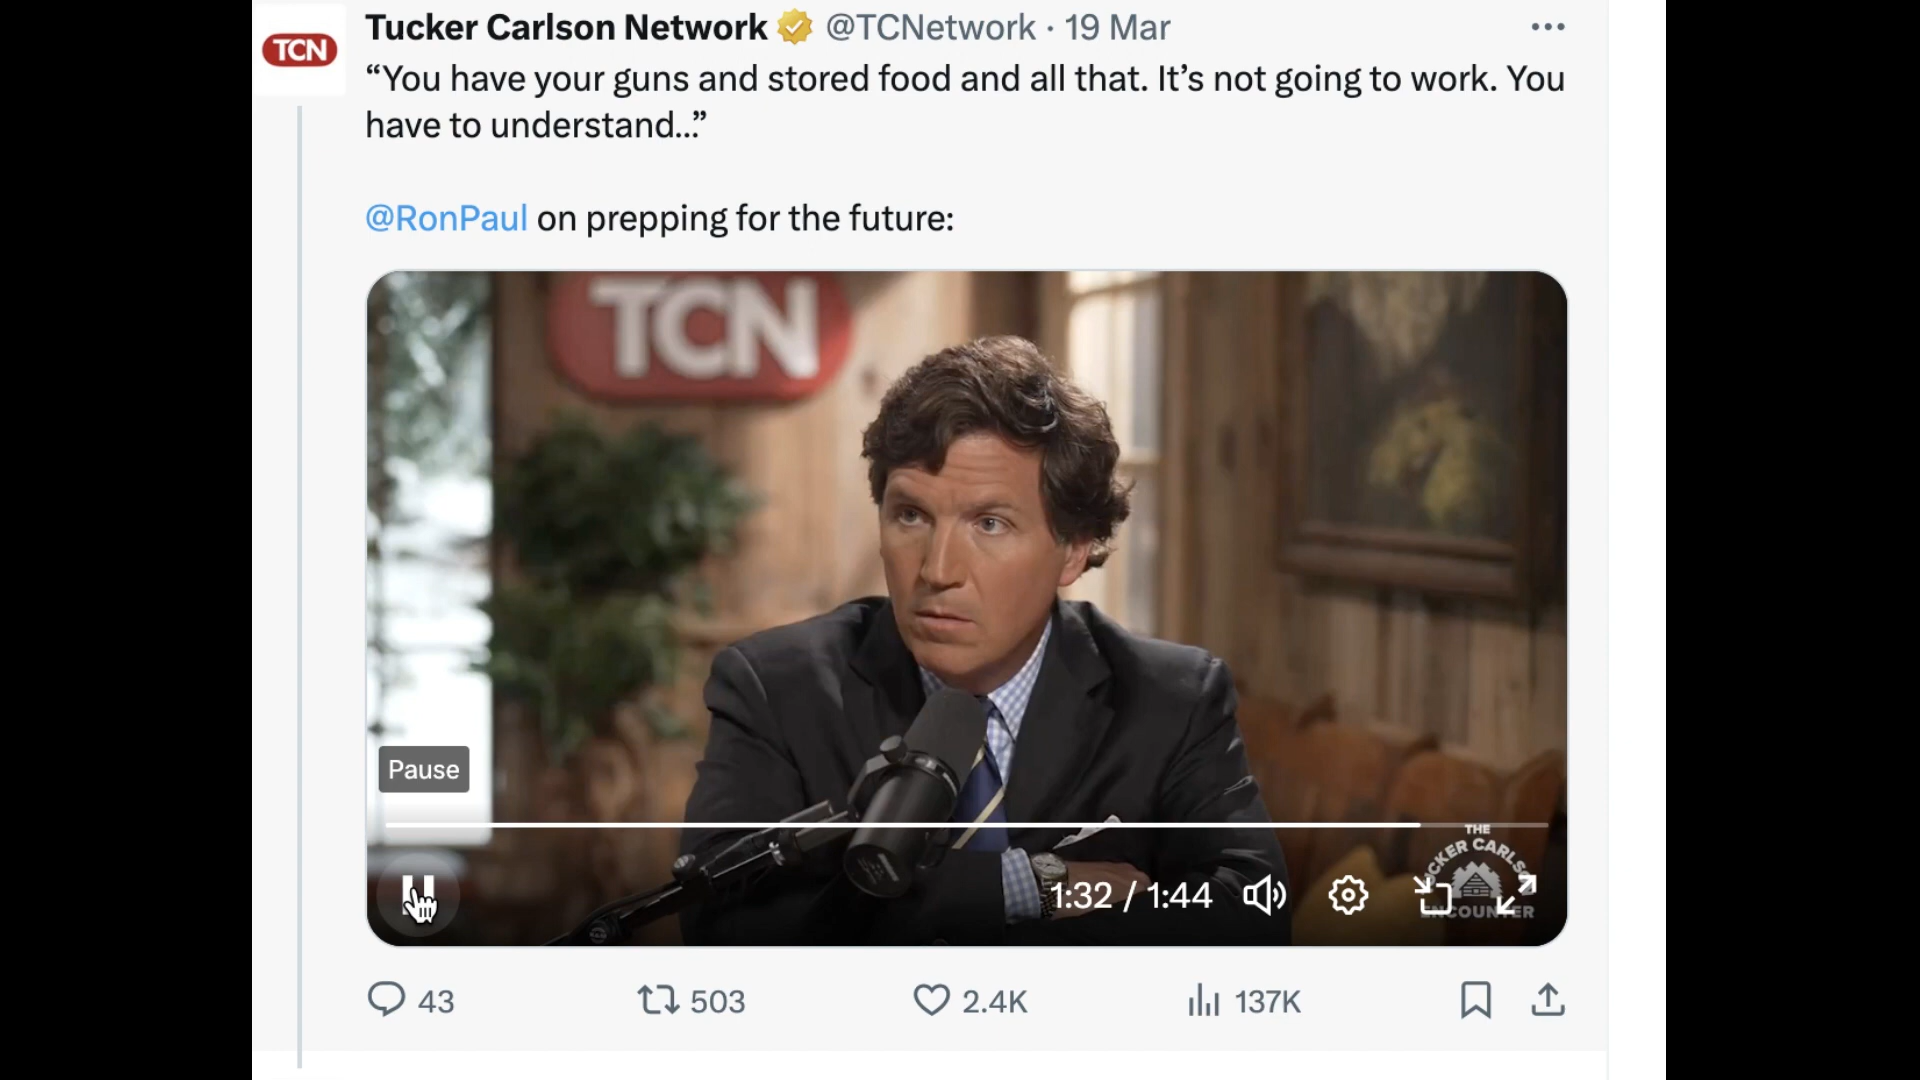 TCN
Tucker Carlson Network @TCNetwork · 19 Mar
“You have your guns and stored food and all that. It’s not going to work. You
have to understand...”
@RonPaul on prepping for the future:
TCN
Pause
1:32 / 1:44
THE
TUCKER CARLSON
ENCOUNTER
43
503
2.4K
137K